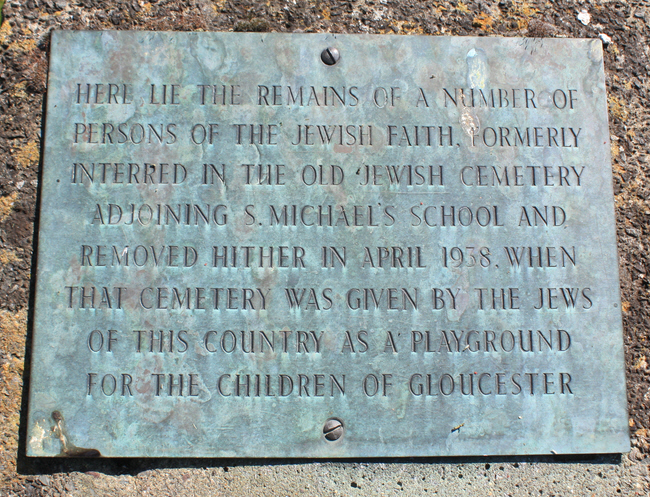 HERE LIE THE REMAINS OF A NUMBER OF
PERSONS OF THE JEWISH FAITH, FORMERLY
INTERRED IN THE OLD JEWISH CEMETERY
ADJOINING S. MICHAEL'S SCHOOL AND
REMOVED HITHER IN APRIL 1938. WHEN
THAT CEMETERY WAS GIVEN BY THE JEWS
OF THIS COUNTRY AS A PLAYGROUND
FOR THE CHILDREN OF GLOUCESTER